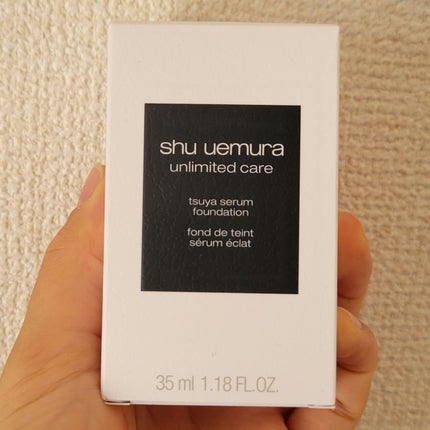 shu uemura
unlimited care
tsuya serum
foundation
fond de teint
sérum éclat
35 ml 1.18 FL.OZ.